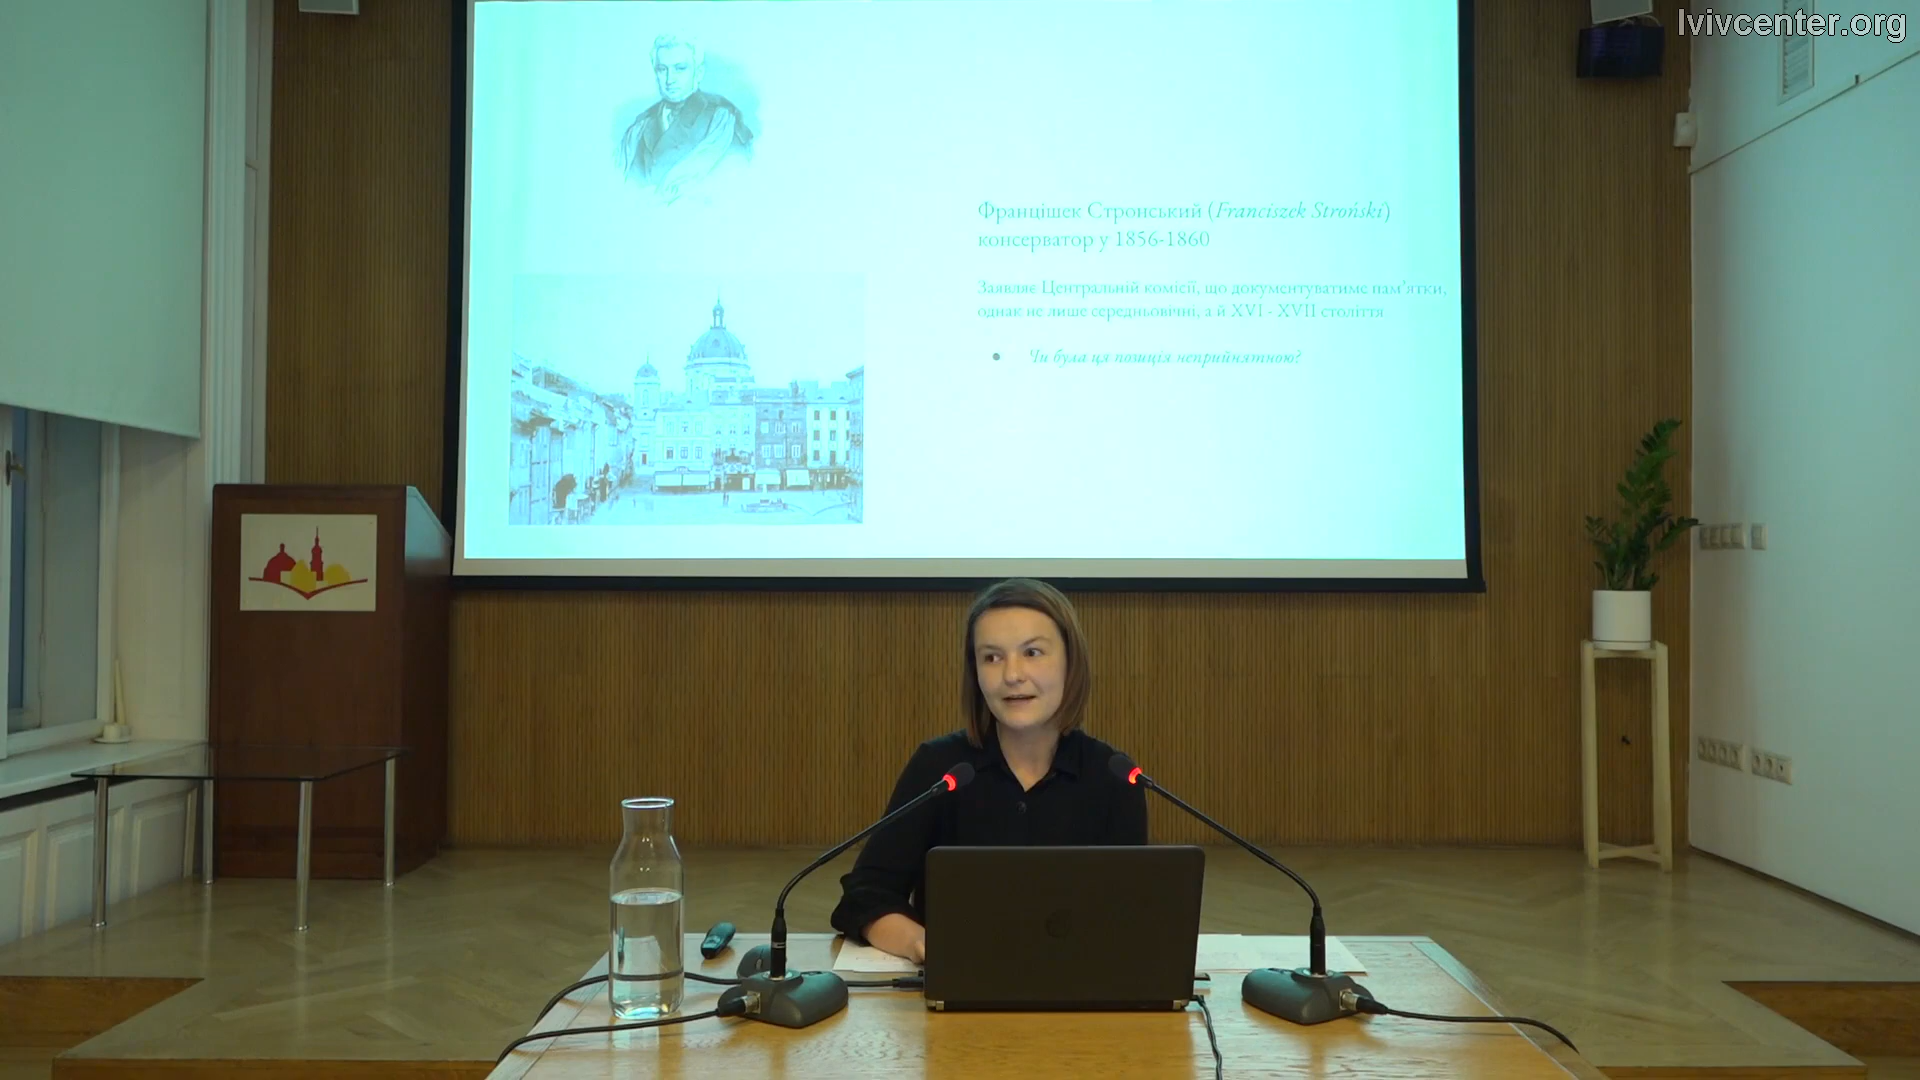 lvivcenter.org
Францішек Стронський (Franciszek Stroński)
консерватор у 1856-1860
Заявляє Центральній комісії, що документуватиме пам'ятки,
однак не лише середньовічні, а й XVI - XVII століття
• Чи була ця позиція неприйнятною?